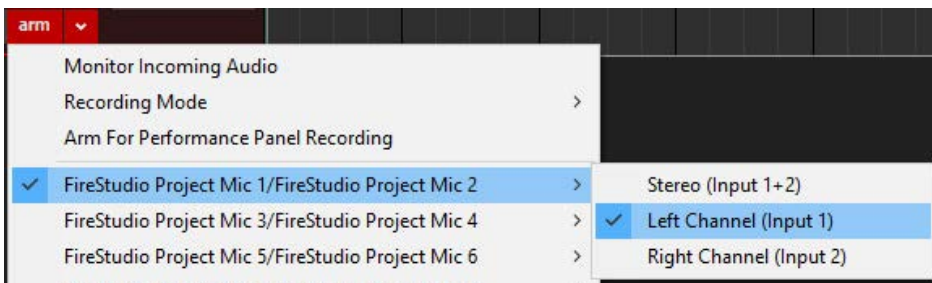 arm
Monitor Incoming Audio
Recording Mode
Arm For Performance Panel Recording
FireStudio Project Mic 1/FireStudio Project Mic 2
Stereo (Input 1+2)
FireStudio Project Mic 3/FireStudio Project Mic 4
Left Channel (Input 1)
FireStudio Project Mic 5/FireStudio Project Mic 6
Right Channel (Input 2)